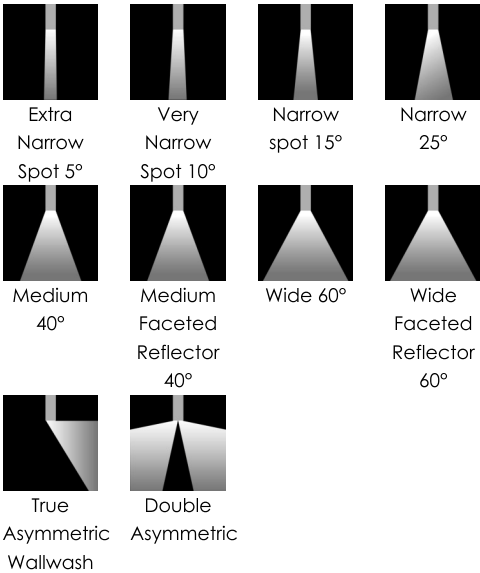 Extra
Narrow
Spot 5°
Very
Narrow
Spot 10°
Narrow
spot 15°
Narrow
25°
Medium
40°
Medium
Faceted
Reflector
40°
Wide 60°
Wide
Faceted
Reflector
60°
True
Asymmetric
Wallwash
Double
Asymmetric